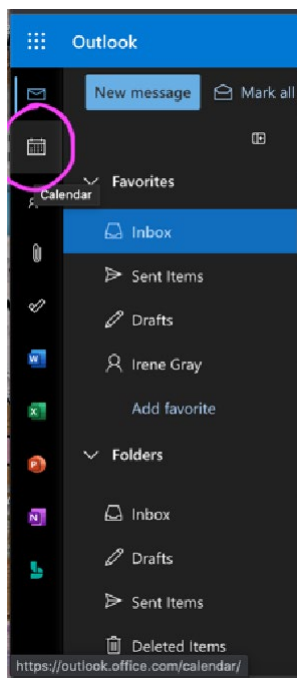 Outlook
New message Mark all
Favorites
Calendar
Inbox
Sent Items
Drafts
Irene Gray
Add favorite
Folders
Inbox
Drafts
Sent Items
Deleted Items
https://outlook.office.com/calendar/